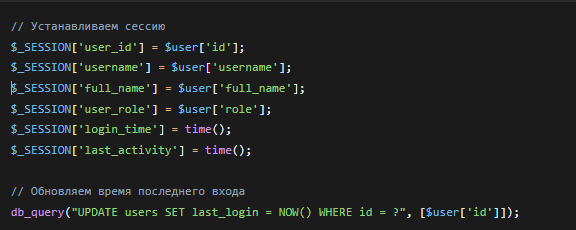 // Устанавливаем сессию
$_SESSION['user_id'] = $user['id'];
$_SESSION['username'] = $user['username'];
$_SESSION['full_name'] = $user['full_name'];
$_SESSION['user_role'] = $user['role'];
$_SESSION['login_time'] = time();
$_SESSION['last_activity'] = time();
// Обновляем время последнего входа
db_query("UPDATE users SET last_login = NOW() WHERE id = ?", [$user['id']]);